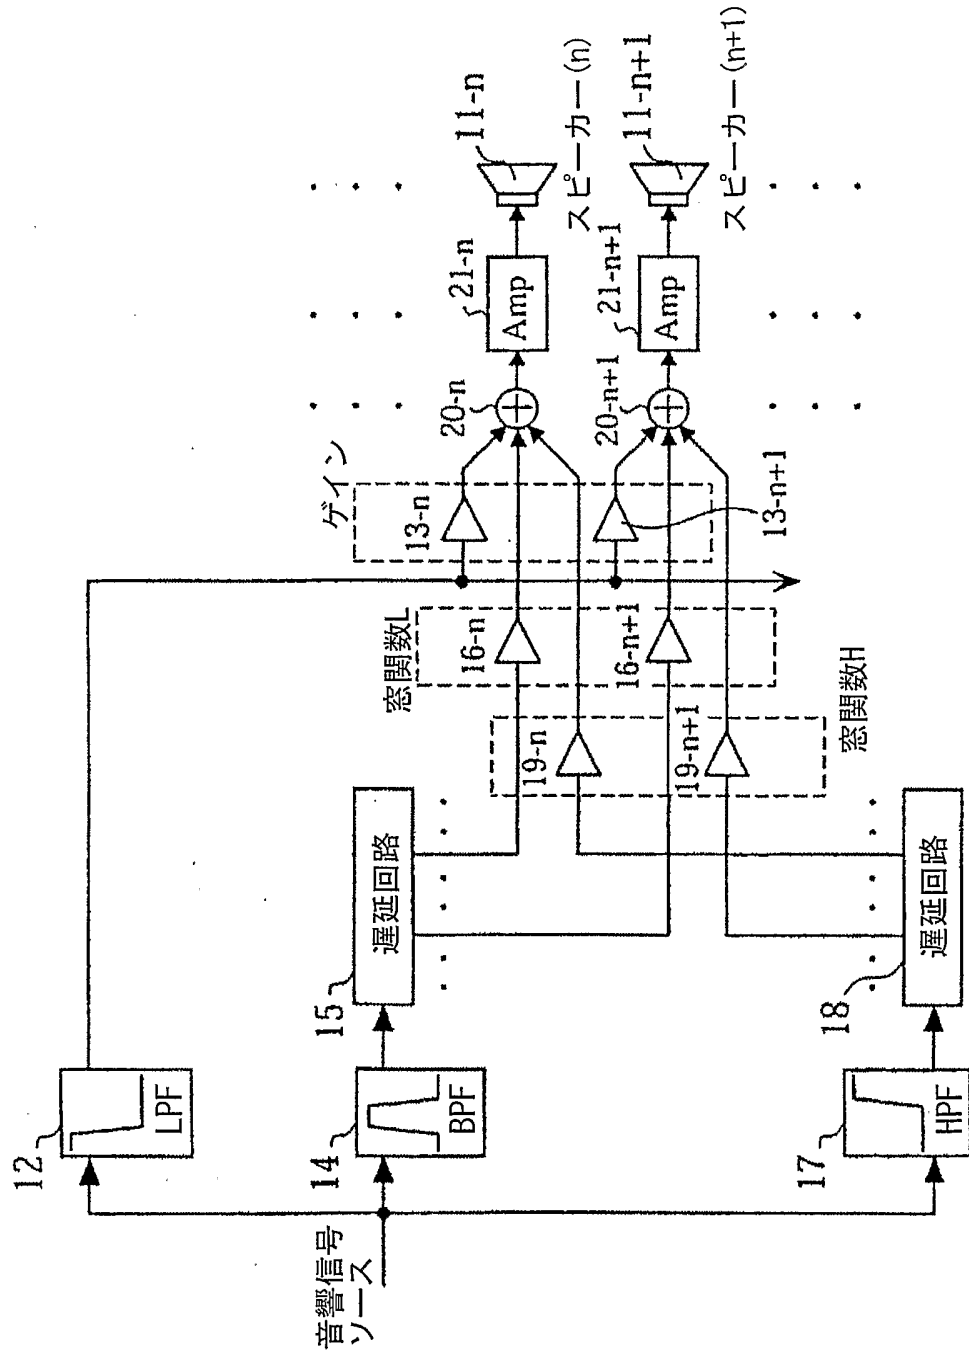 音響信号
ソース
12
LPF
14
BPF
17
HPF
15
遅延回路
18
遅延回路
窓関数H
19-n
19-n+1
窓関数L
16-n
16-n+1
ゲイン
13-n
13-n+1
20-n
20-n+1
21-n
Amp
21-n+1
Amp
11-n
スピーカー(n)
11-n+1
スピーカー(n+1)